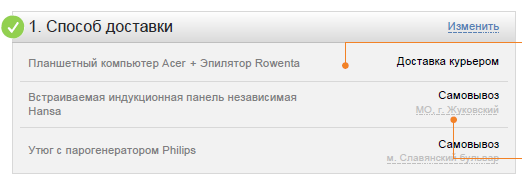 1. Способ доставки Изменить
Планшетный компьютер Acer + Эпилятор Rowenta Доставка курьером
Встраиваемая индукционная панель независимая Самовывоз
Hansa МО, г. Жуковский
Утюг с парогенератором Philips Самовывоз
м. Славянский бульвар